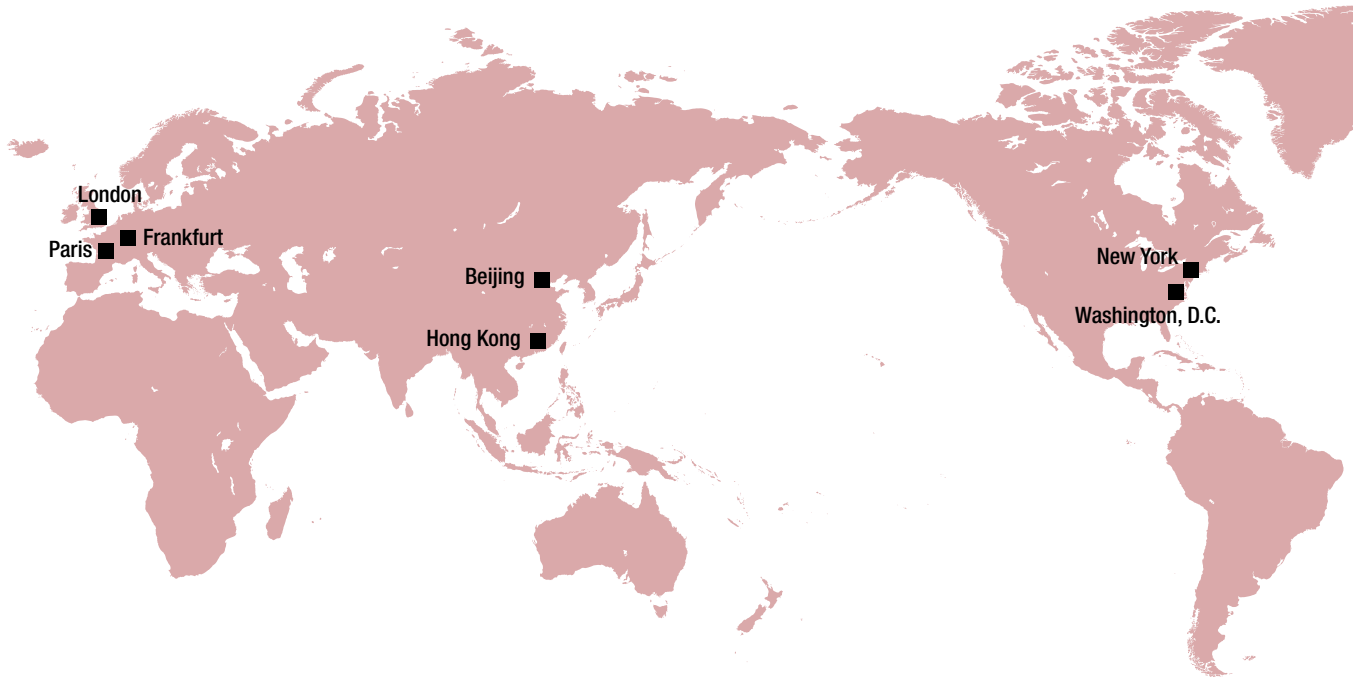 London
Paris
Frankfurt
Beijing
Hong Kong
New York
Washington, D.C.